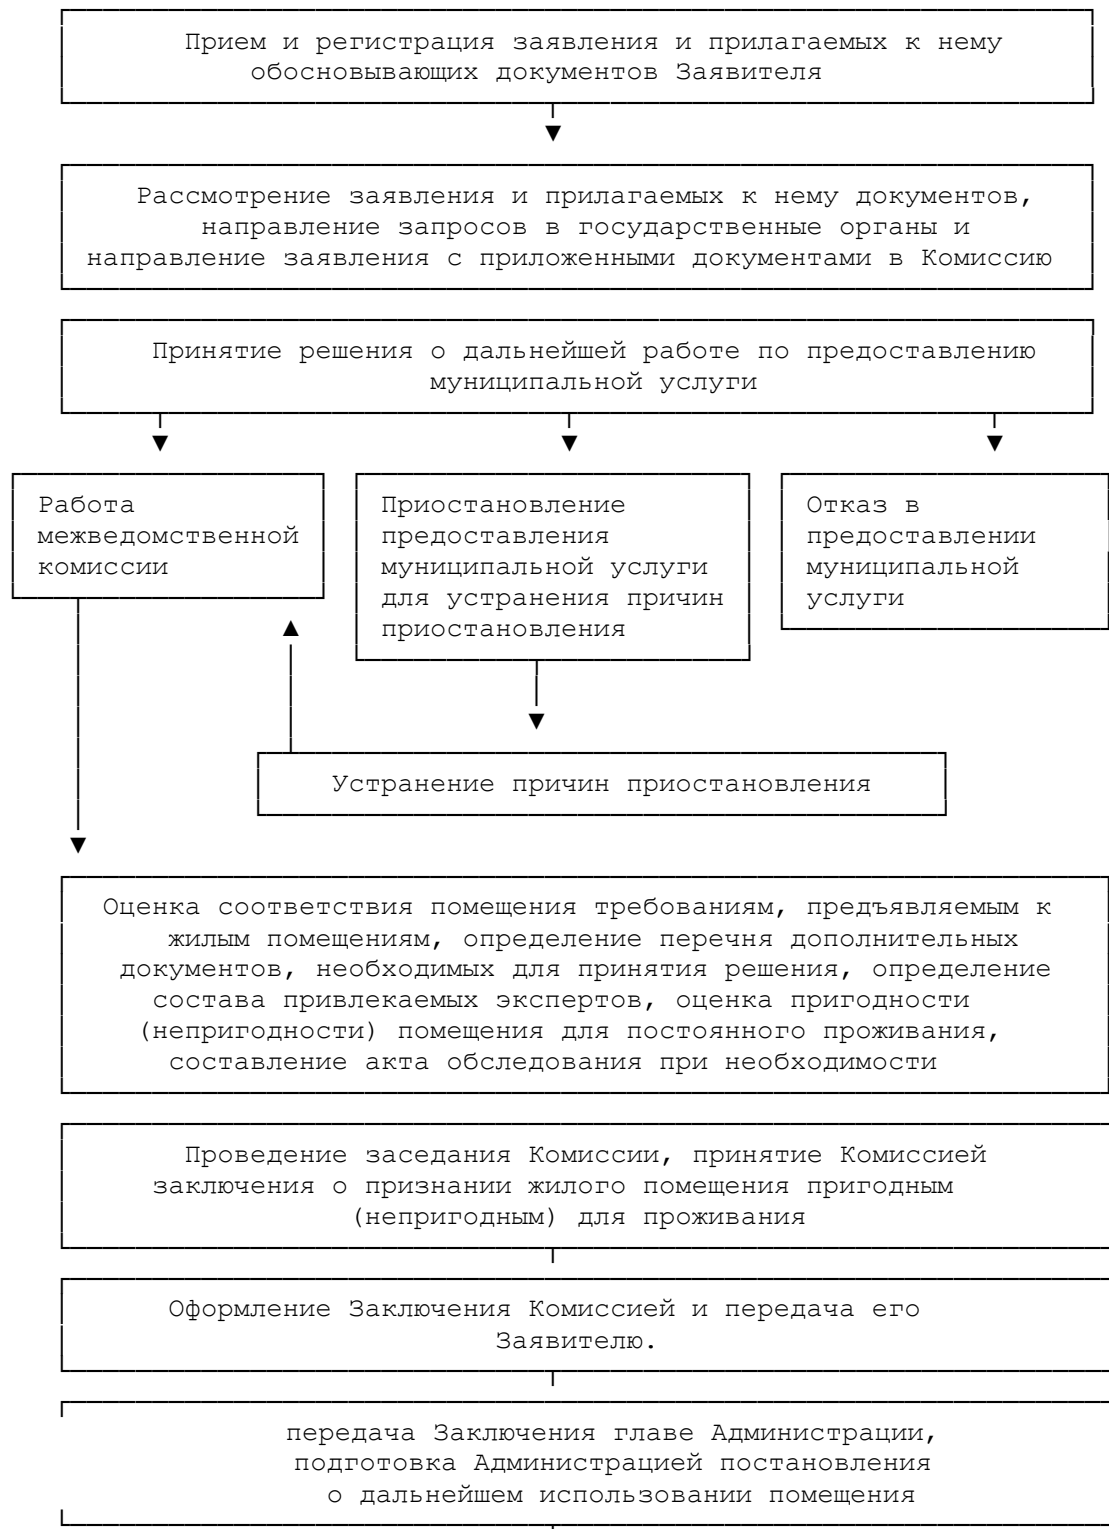 Прием и регистрация заявления и прилагаемых к нему
обосновывающих документов Заявителя
Рассмотрение заявления и прилагаемых к нему документов,
направление запросов в государственные органы и
направление заявления с приложенными документами в Комиссию
Принятие решения о дальнейшей работе по предоставлению
муниципальной услуги
Работа
межведомственной
комиссии
Приостановление
предоставления
муниципальной услуги
для устранения причин
приостановления
Отказ в
предоставлении
муниципальной
услуги
Устранение причин приостановления
Оценка соответствия помещения требованиям, предъявляемым к
жилым помещениям, определение перечня дополнительных
документов, необходимых для принятия решения, определение
состава привлекаемых экспертов, оценка пригодности
(непригодности) помещения для постоянного проживания,
составление акта обследования при необходимости
Проведение заседания Комиссии, принятие Комиссией
заключения о признании жилого помещения пригодным
(непригодным) для проживания
Оформление Заключения Комиссией и передача его
Заявителю.
передача Заключения главе Администрации,
подготовка Администрацией постановления
о дальнейшем использовании помещения